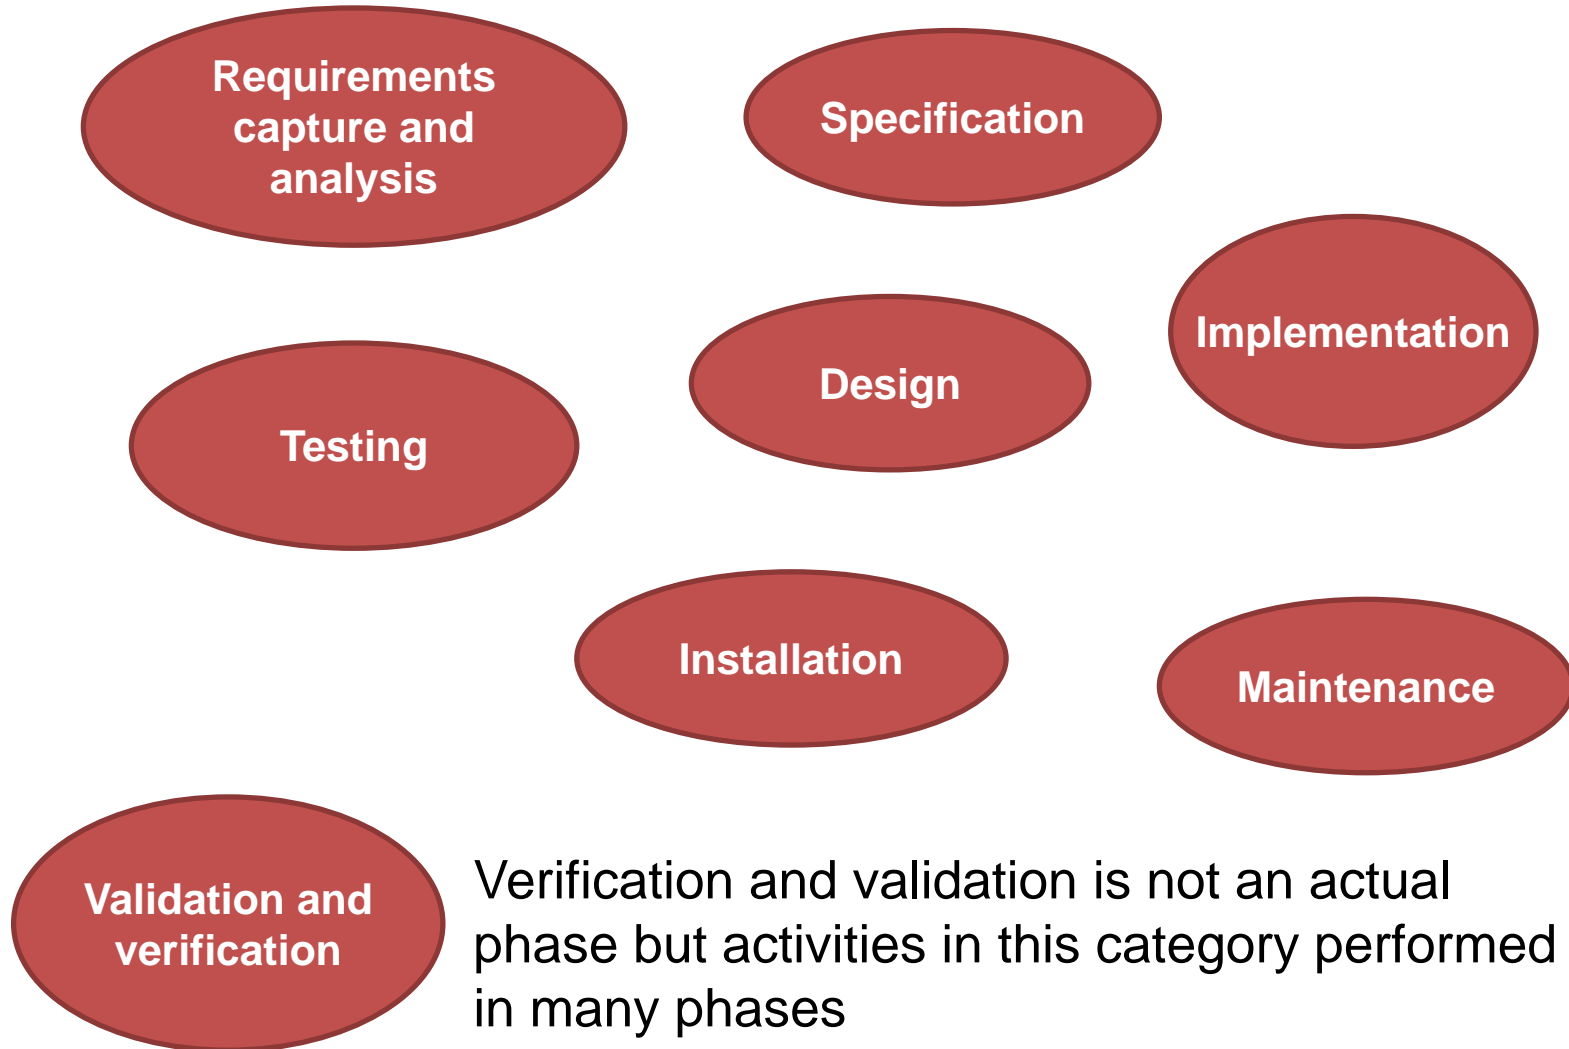 Requirements
capture and
analysis
Specification
Implementation
Design
Testing
Installation
Maintenance
Validation and
verification
Verification and validation is not an actual
phase but activities in this category performed
in many phases